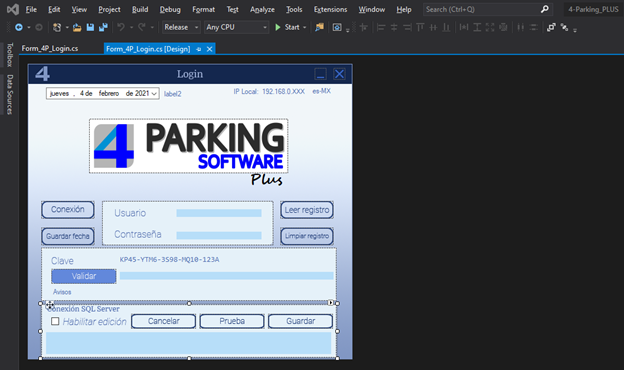 File Edit View Git Project Build Debug Format Test Analyze Tools Extensions Window Help Search (Ctrl+Q) 4-Parking_PLUS
Release Any CPU Start
Form_4P_Login.cs Form_4P_Login.cs [Design]
Toolbox
Data Sources
4 Login
jueves , 4 de febrero de 2021 label2 IP Local: 192.168.0.XXX es-MX
4 PARKING
SOFTWARE
Plus
Conexión Usuario Leer registro
Guardar fecha Contraseña Limpiar registro
Clave KP45-YTM6-3S98-MQ10-123A
Validar
Avisos
Conexión SQL Server
Habilitar edición Cancelar Prueba Guardar